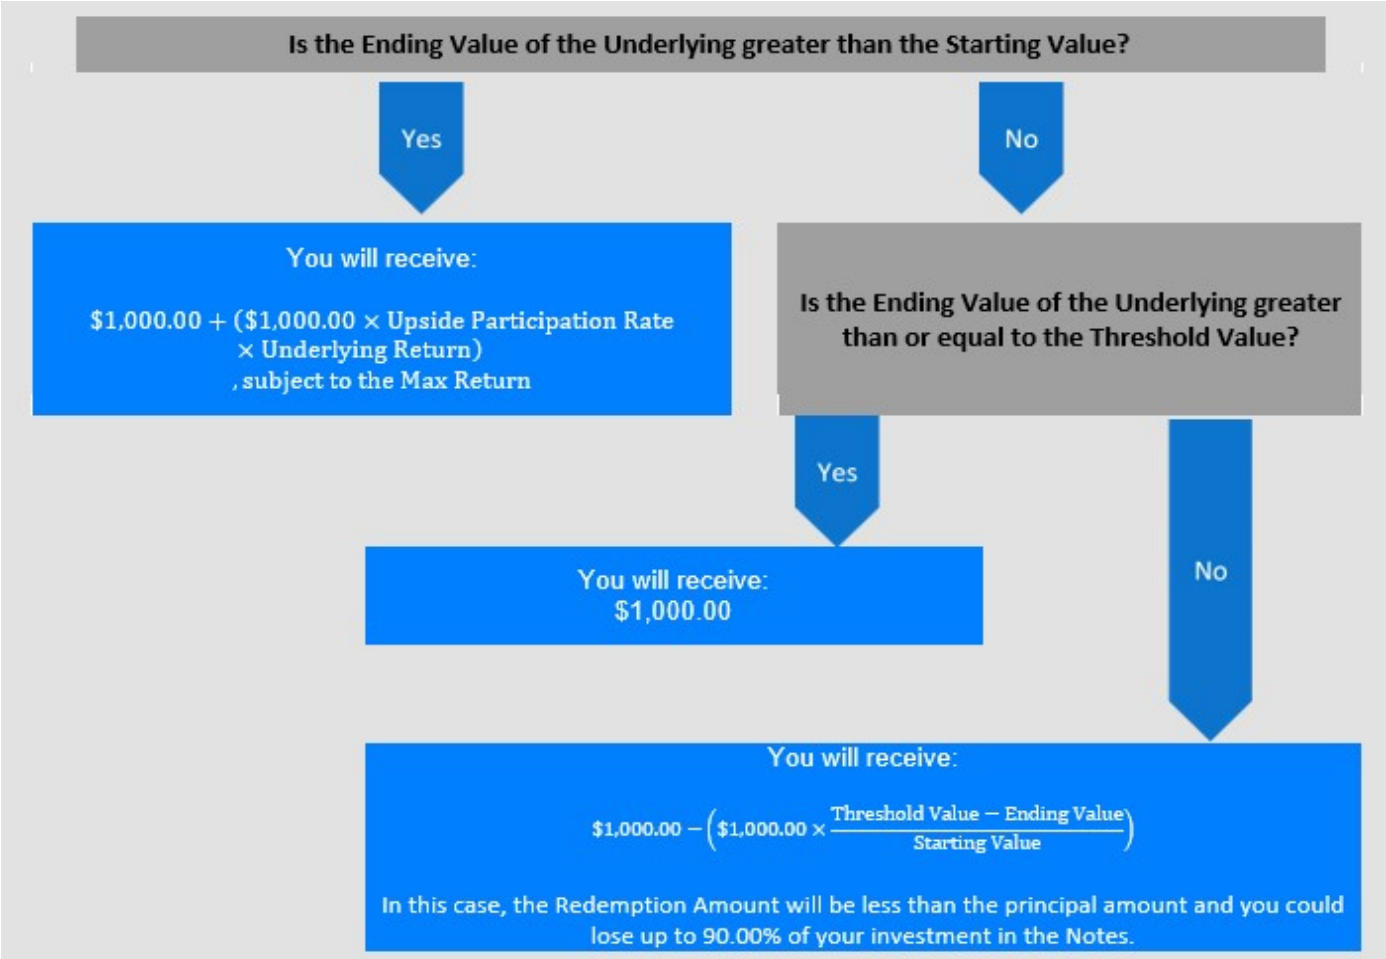 Is the Ending Value of the Underlying greater than the Starting Value?
Yes
No
You will receive:
$1,000.00 + ($1,000.00 × Upside Participation Rate
× Underlying Return)
, subject to the Max Return
Is the Ending Value of the Underlying greater
than or equal to the Threshold Value?
Yes
No
You will receive:
$1,000.00
You will receive:
$1,000.00 − ($1,000.00 × (Threshold Value − Ending Value) / Starting Value)
In this case, the Redemption Amount will be less than the principal amount and you could
lose up to 90.00% of your investment in the Notes.